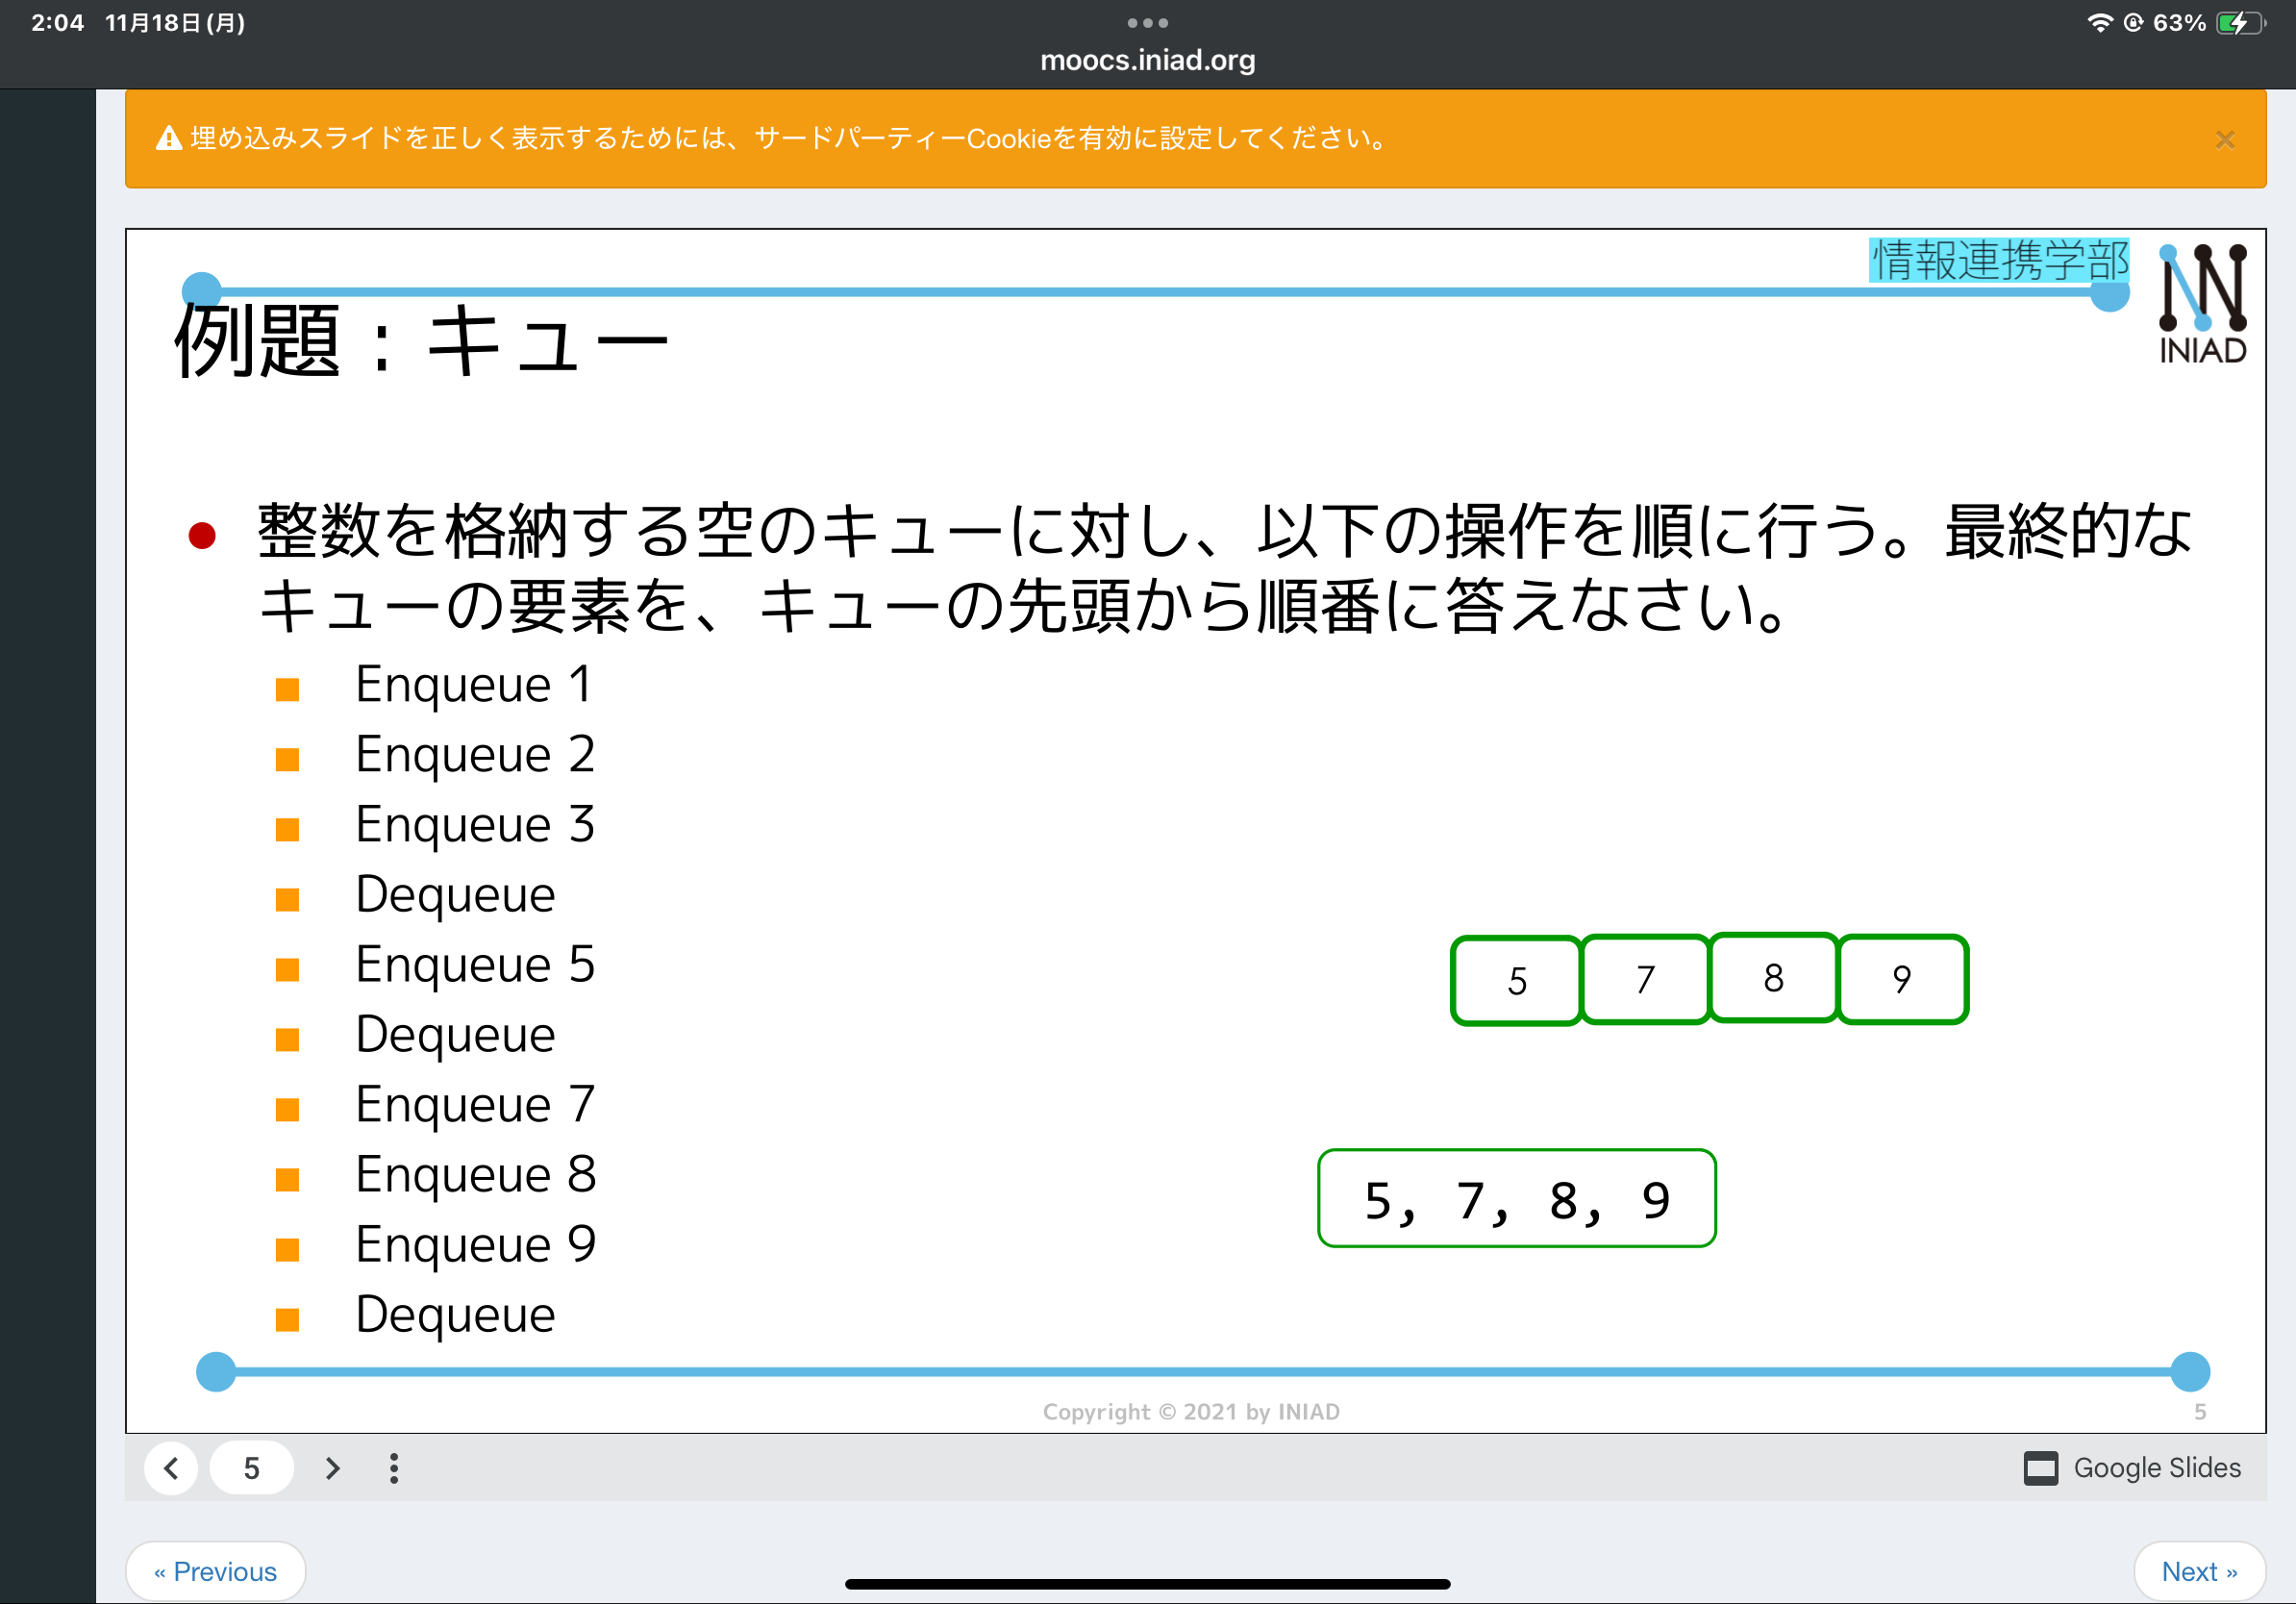 2:04 11月18日(月)
63%
moocs.iniad.org
埋め込みスライドを正しく表示するためには、サードパーティーCookieを有効に設定してください。
×
情報連携学部
INIAD
例題：キュー
整数を格納する空のキューに対し、以下の操作を順に行う。最終的な
キューの要素を、キューの先頭から順番に答えなさい。
Enqueue 1
Enqueue 2
Enqueue 3
Dequeue
Enqueue 5
Dequeue
Enqueue 7
Enqueue 8
Enqueue 9
Dequeue
5 7 8 9
5, 7, 8, 9
Copyright © 2021 by INIAD
5
5
Google Slides
« Previous
Next »